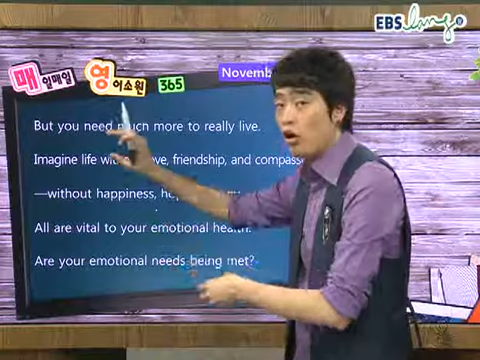 EBS lang e
매일매일 영어소원 365
Novemb
But you need much more to really live.
Imagine life love, friendship, and compass
—without happiness,
All are vital to your emotional health.
Are your emotional needs being met?